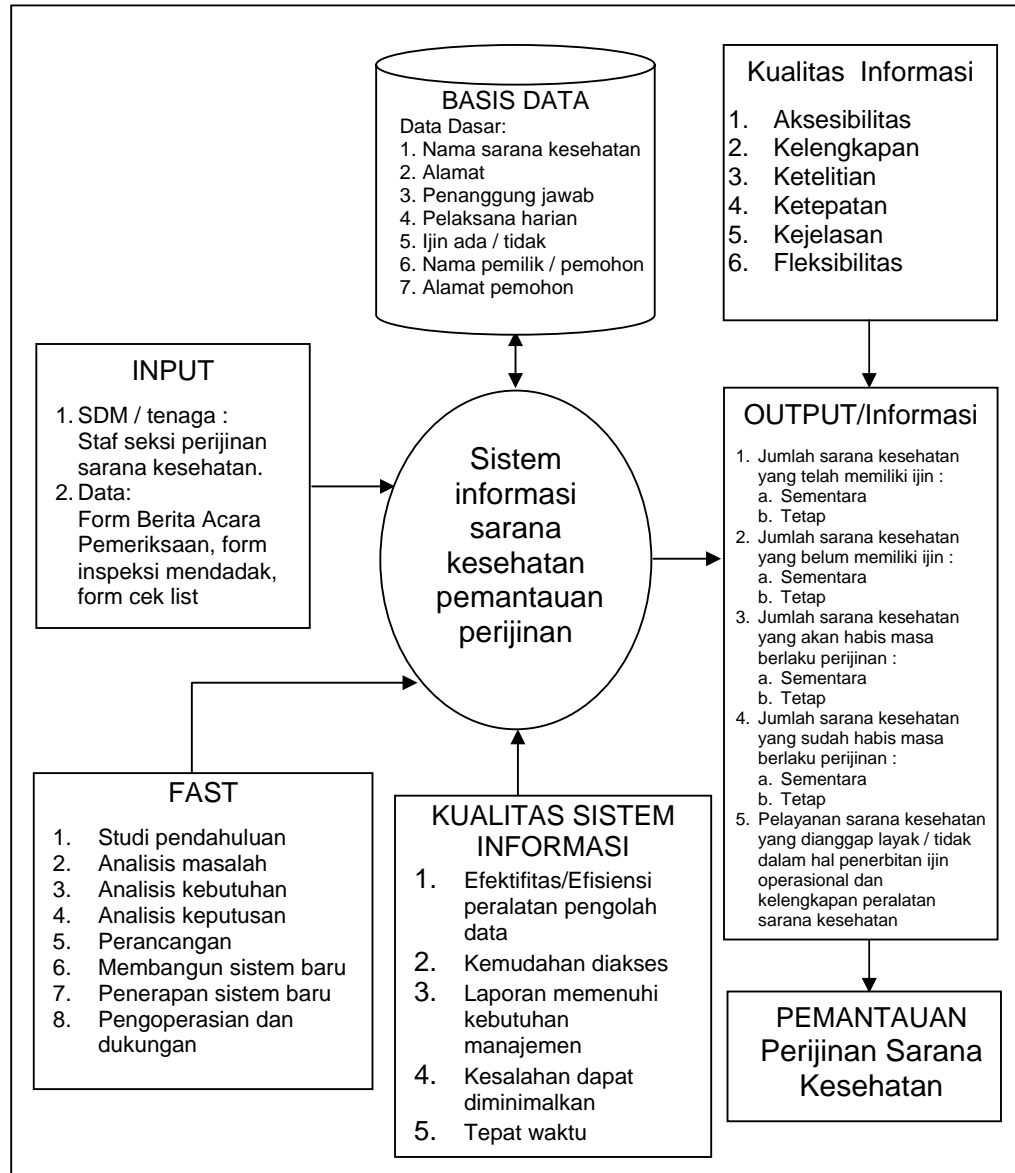 BASIS DATA
Data Dasar:
1. Nama sarana kesehatan
2. Alamat
3. Penanggung jawab
4. Pelaksana harian
5. Ijin ada / tidak
6. Nama pemilik / pemohon
7. Alamat pemohon
Kualitas Informasi
1. Aksesibilitas
2. Kelengkapan
3. Ketelitian
4. Ketepatan
5. Kejelasan
6. Fleksibilitas
INPUT
1. SDM / tenaga :
Staf seksi perijinan
sarana kesehatan.
2. Data:
Form Berita Acara
Pemeriksaan, form
inspeksi mendadak,
form cek list
Sistem
informasi
sarana
kesehatan
pemantauan
perijinan
OUTPUT/Informasi
1. Jumlah sarana kesehatan
yang telah memiliki ijin :
a. Sementara
b. Tetap
2. Jumlah sarana kesehatan
yang belum memiliki ijin :
a. Sementara
b. Tetap
3. Jumlah sarana kesehatan
yang akan habis masa
berlaku perijinan :
a. Sementara
b. Tetap
4. Jumlah sarana kesehatan
yang sudah habis masa
berlaku perijinan :
a. Sementara
b. Tetap
5. Pelayanan sarana kesehatan
yang dianggap layak / tidak
dalam hal penerbitan ijin
operasional dan
kelengkapan peralatan
sarana kesehatan
FAST
1. Studi pendahuluan
2. Analisis masalah
3. Analisis kebutuhan
4. Analisis keputusan
5. Perancangan
6. Membangun sistem baru
7. Penerapan sistem baru
8. Pengoperasian dan
dukungan
KUALITAS SISTEM
INFORMASI
1. Efektifitas/Efisiensi
peralatan pengolah
data
2. Kemudahan diakses
3. Laporan memenuhi
kebutuhan
manajemen
4. Kesalahan dapat
diminimalkan
5. Tepat waktu
PEMANTAUAN
Perijinan Sarana
Kesehatan